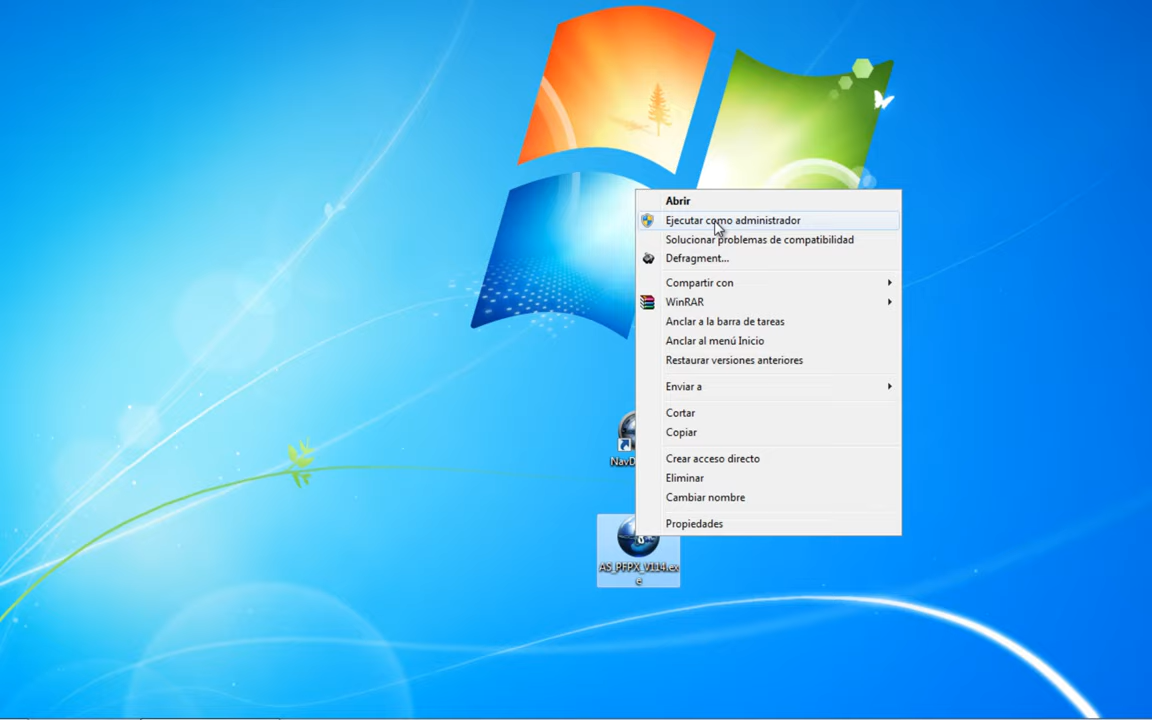 Abrir
Ejecutar como administrador
Solucionar problemas de compatibilidad
Defragment...
Compartir con
WinRAR
Anclar a la barra de tareas
Anclar al menú Inicio
Restaurar versiones anteriores
Enviar a
Cortar
Copiar
NavD
Crear acceso directo
Eliminar
Cambiar nombre
Propiedades
AS_PFPX_V114.ex
e